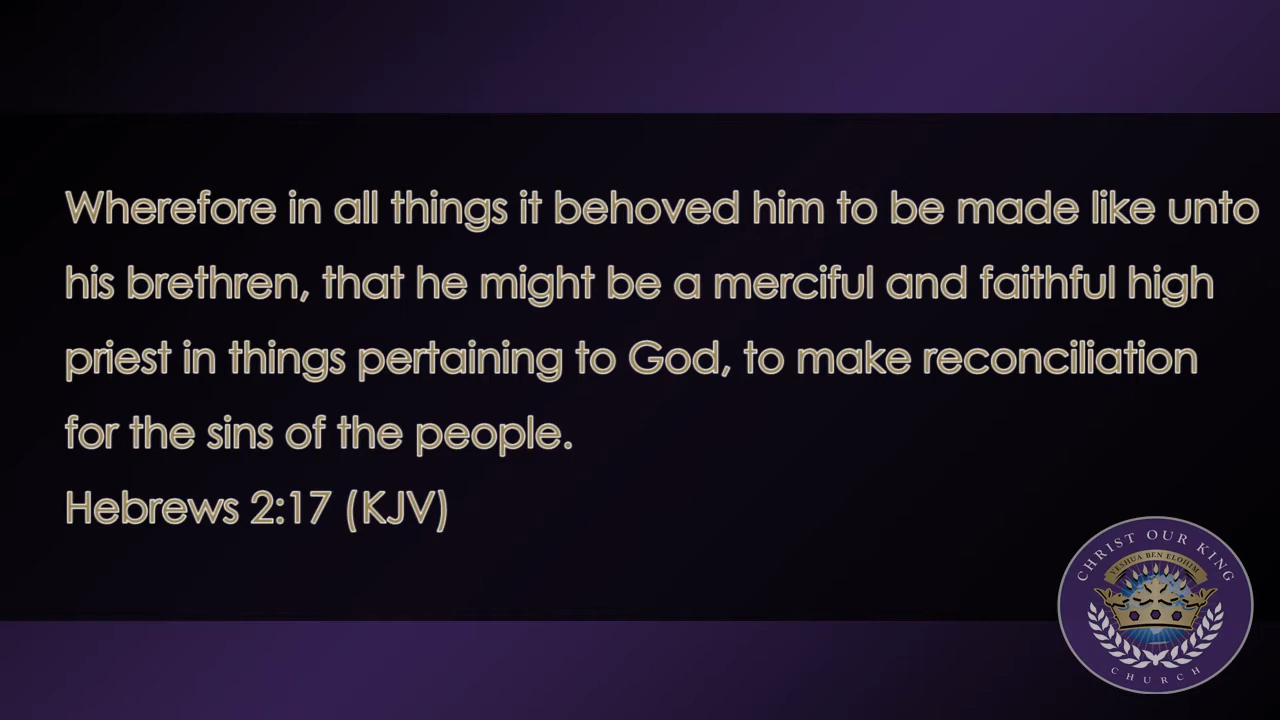 Wherefore in all things it behoved him to be made like unto
his brethren, that he might be a merciful and faithful high
priest in things pertaining to God, to make reconciliation
for the sins of the people.
Hebrews 2:17 (KJV)
CHRIST OUR KING
YESHUA BEN ELOHIM
CHURCH